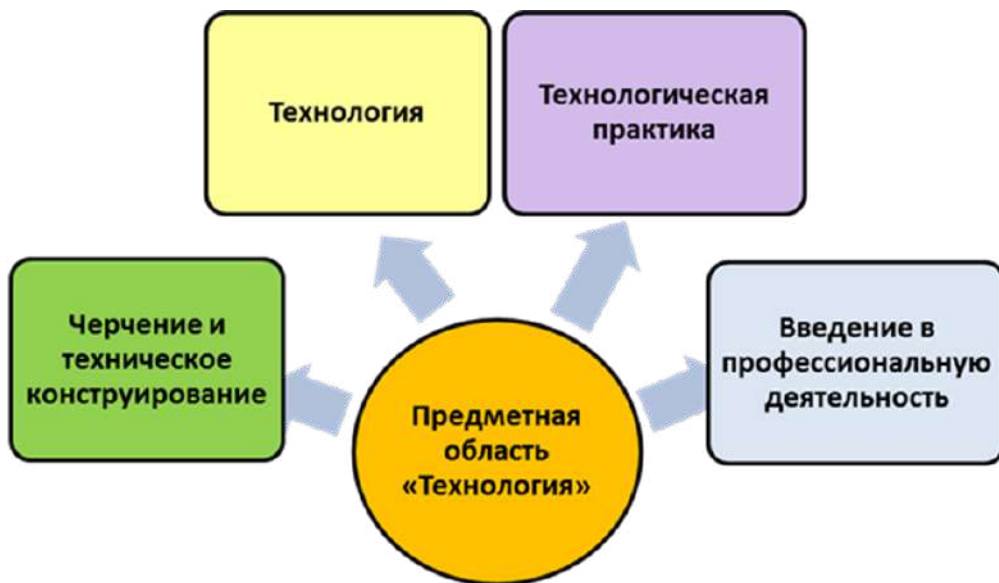 Технология
Технологическая
практика
Черчение и
техническое
конструирование
Введение в
профессиональную
деятельность
Предметная
область
«Технология»